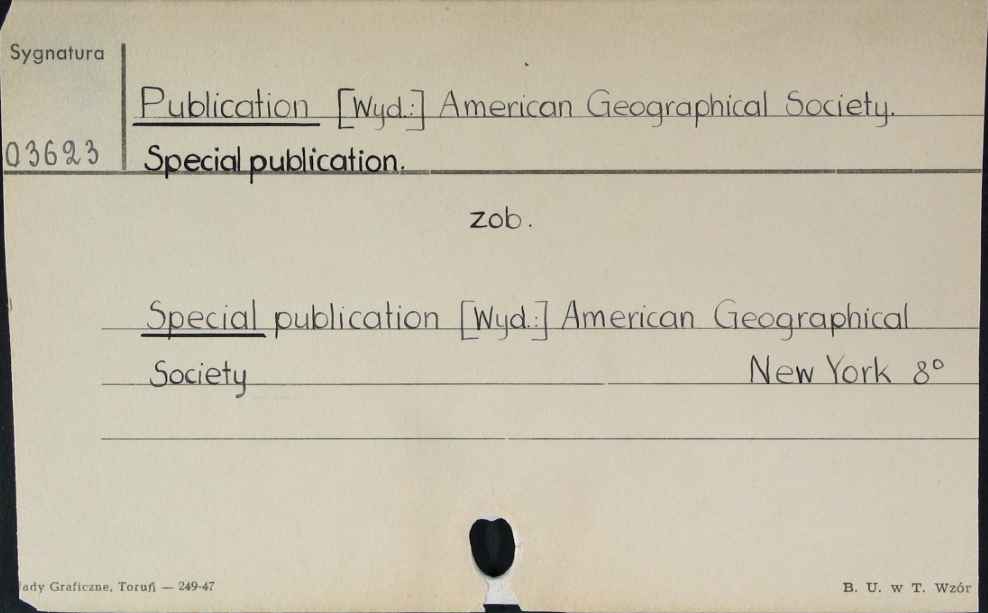 Sygnatura
Publication [Wyd.:] American Geographical Society.
03623
Special publication.
zob.
Special publication [Wyd.:] American Geographical
Society New York 8°
ady Graficzne, Toruń — 249-47
B. U. w T. Wzór